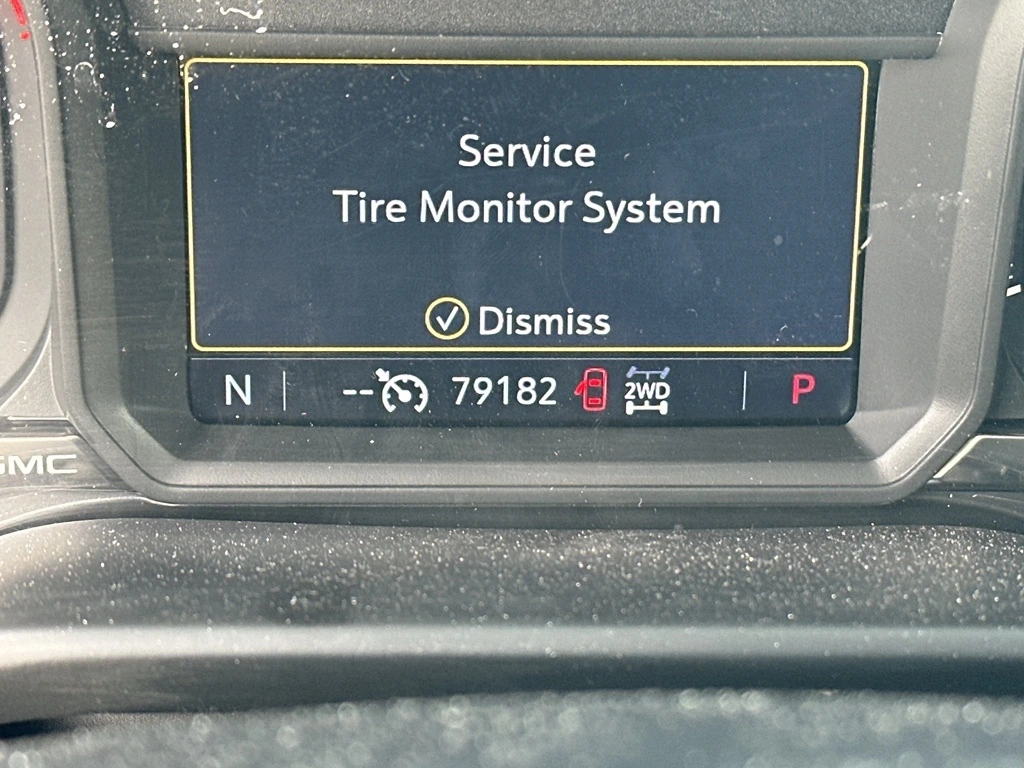 Service
Tire Monitor System
Dismiss
N -- 79182 2WD P
GMC